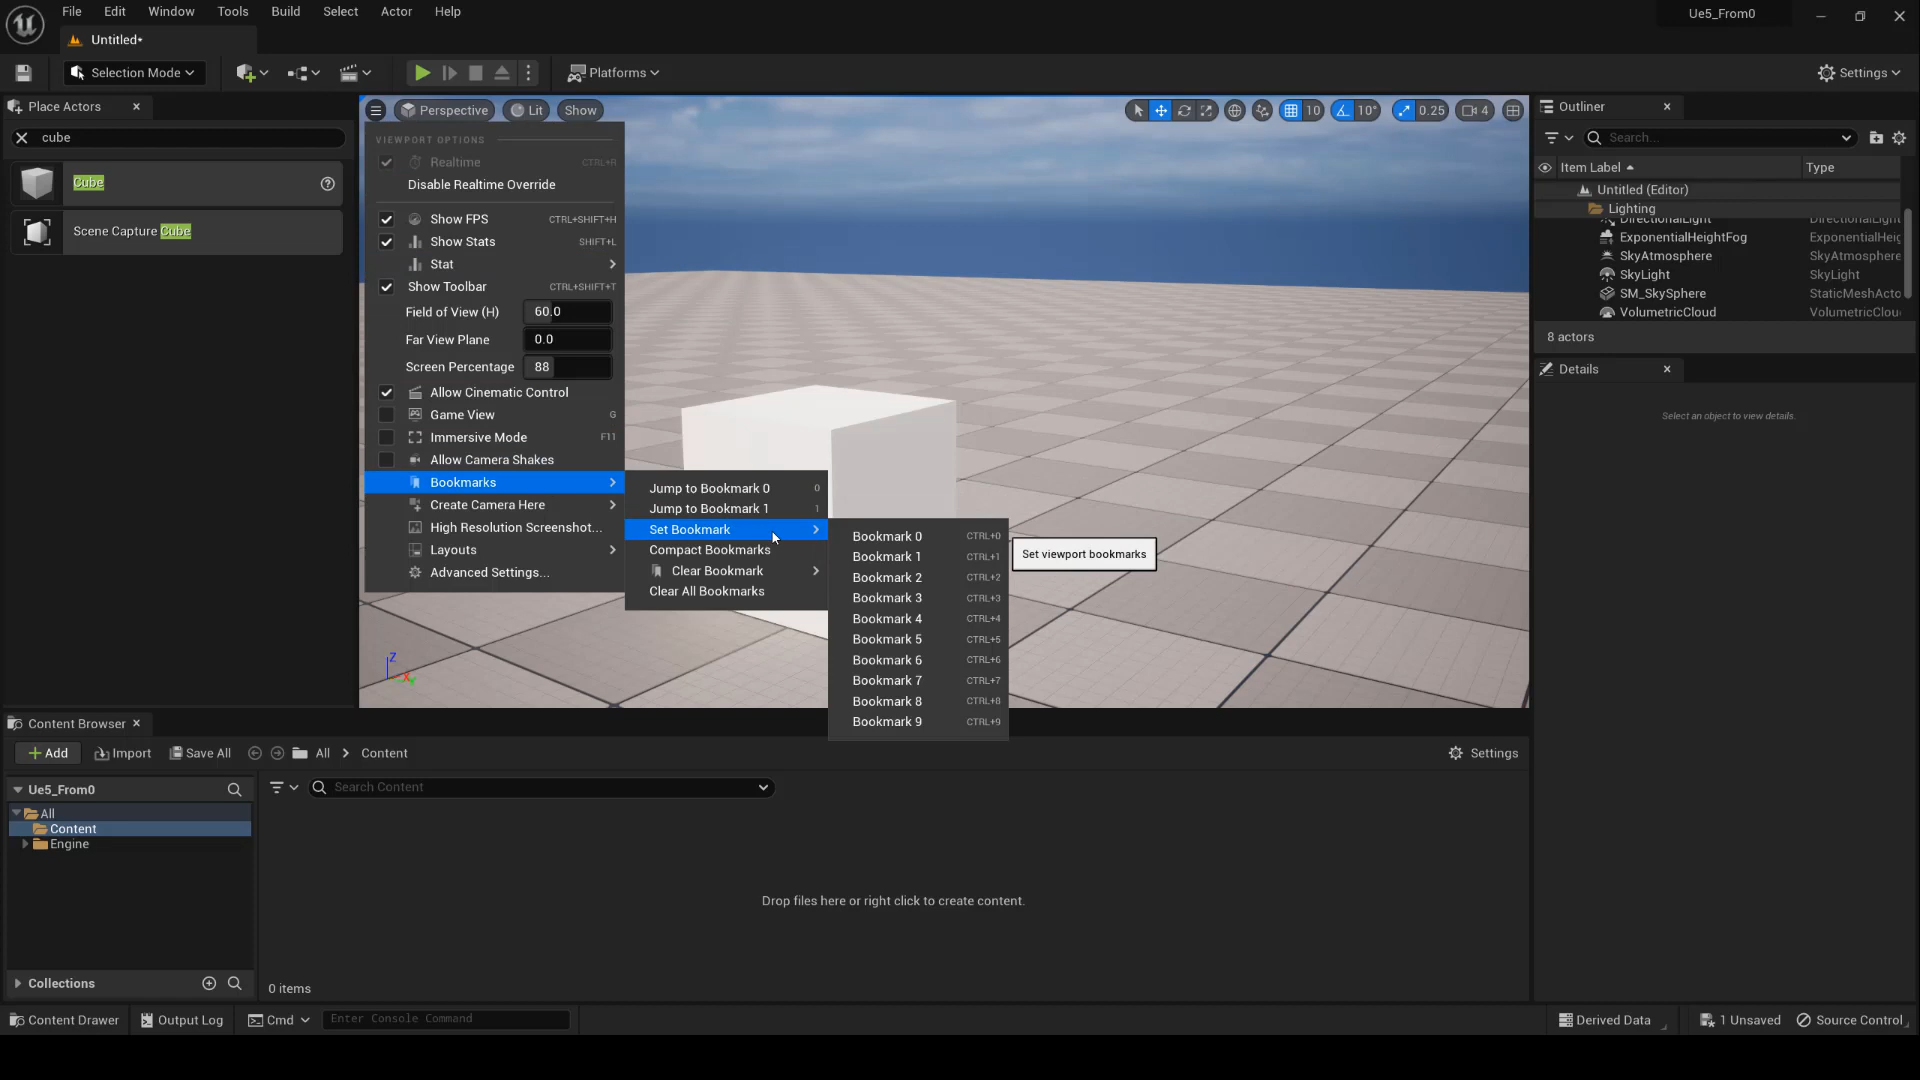 File Edit Window Tools Build Select Actor Help
Ue5_From0
Untitled*
Selection Mode
Platforms
Settings
Place Actors
cube
Cube
Scene Capture Cube
Perspective
Lit
Show
10
10°
0.25
4
VIEWPORT OPTIONS
Realtime CTRL+R
Disable Realtime Override
Show FPS CTRL+SHIFT+H
Show Stats SHIFT+L
Stat
Show Toolbar CTRL+SHIFT+T
Field of View (H) 60.0
Far View Plane 0.0
Screen Percentage 88
Allow Cinematic Control
Game View G
Immersive Mode F11
Allow Camera Shakes
Bookmarks
Create Camera Here
High Resolution Screenshot...
Layouts
Advanced Settings...
Jump to Bookmark 0 0
Jump to Bookmark 1 1
Set Bookmark
Compact Bookmarks
Clear Bookmark
Clear All Bookmarks
Bookmark 0 CTRL+0
Bookmark 1 CTRL+1
Bookmark 2 CTRL+2
Bookmark 3 CTRL+3
Bookmark 4 CTRL+4
Bookmark 5 CTRL+5
Bookmark 6 CTRL+6
Bookmark 7 CTRL+7
Bookmark 8 CTRL+8
Bookmark 9 CTRL+9
Set viewport bookmarks
Z
X
Y
Outliner
Search...
Item Label Type
Untitled (Editor)
Lighting
DirectionalLight DirectionalLight
ExponentialHeightFog ExponentialHeig
SkyAtmosphere SkyAtmosphere
SkyLight SkyLight
SM_SkySphere StaticMeshActo
VolumetricCloud VolumetricClou
8 actors
Details
Select an object to view details.
Content Browser
Add Import Save All All Content
Settings
Ue5_From0
All
Content
Engine
Search Content
Drop files here or right click to create content.
Collections
0 items
Content Drawer Output Log Cmd Enter Console Command
Derived Data 1 Unsaved Source Control